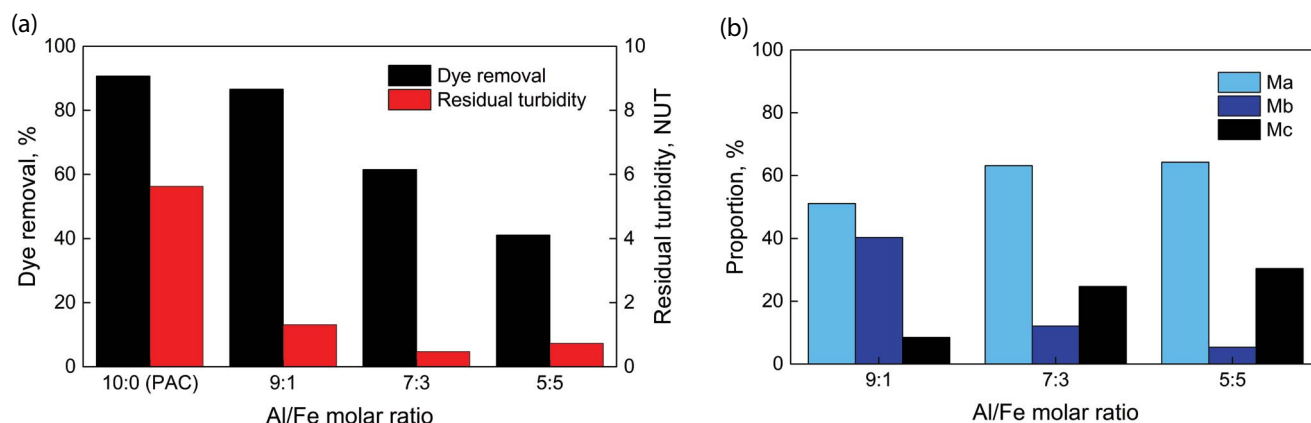 (a)
100
80
60
40
20
0
Dye removal, %
10
8
6
4
2
0
Residual turbidity, NUT
Dye removal
Residual turbidity
10:0 (PAC) 9:1 7:3 5:5
Al/Fe molar ratio
(b)
100
80
60
40
20
0
Proportion, %
Ma
Mb
Mc
9:1 7:3 5:5
Al/Fe molar ratio